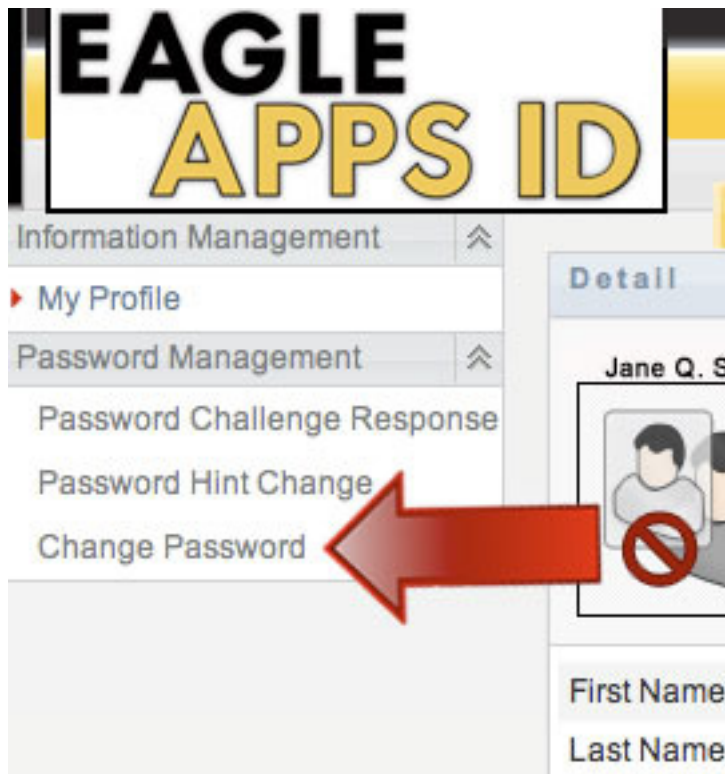 EAGLE
APPS ID
Information Management
My Profile
Password Management
Password Challenge Response
Password Hint Change
Change Password
Detail
Jane Q. S
First Name
Last Name